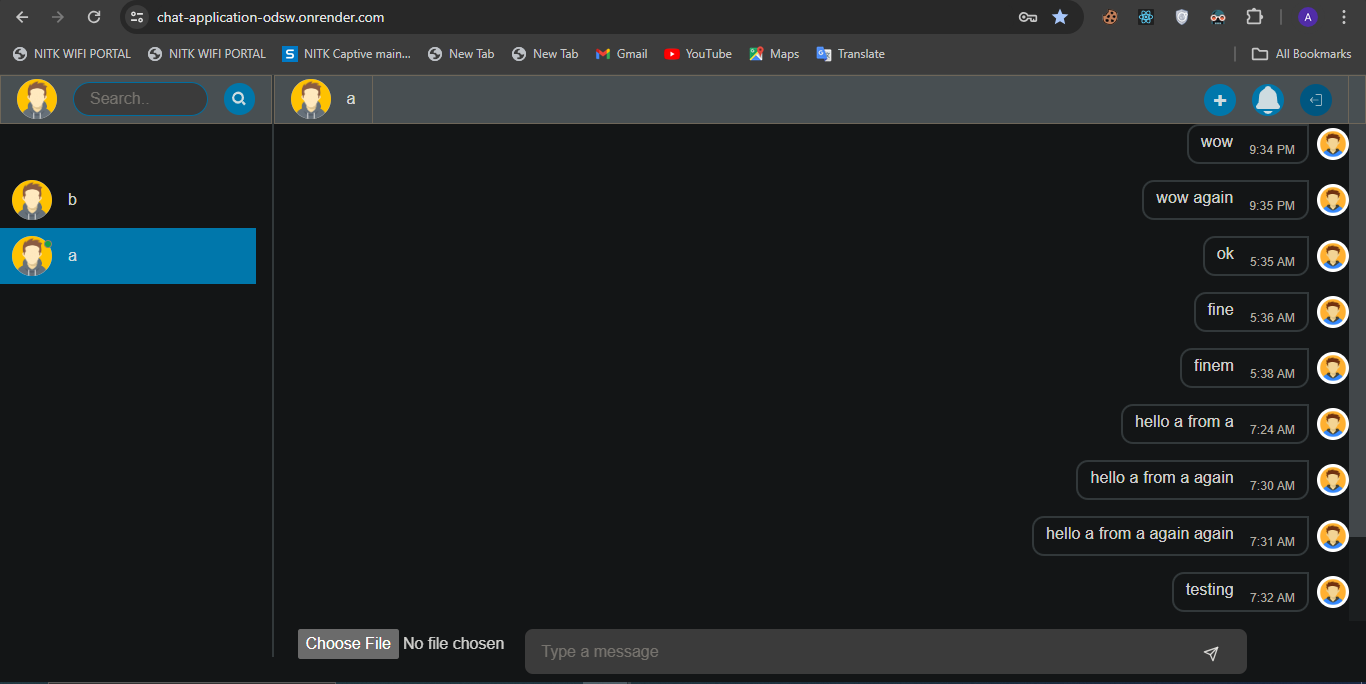 chat-application-odsw.onrender.com
A
NITK WIFI PORTAL NITK WIFI PORTAL S NITK Captive main... New Tab New Tab Gmail YouTube Maps Translate All Bookmarks
Search.. a
b
a
wow 9:34 PM
wow again 9:35 PM
ok 5:35 AM
fine 5:36 AM
finem 5:38 AM
hello a from a 7:24 AM
hello a from a again 7:30 AM
hello a from a again again 7:31 AM
testing 7:32 AM
Choose File No file chosen Type a message